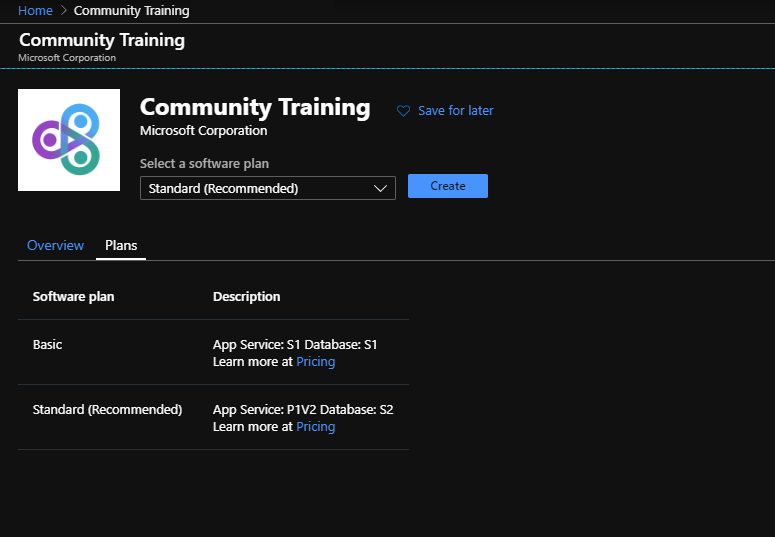 Home > Community Training
Community Training
Microsoft Corporation
Community Training
Save for later
Microsoft Corporation
Select a software plan
Standard (Recommended)
Create
Overview Plans
Software plan Description
Basic App Service: S1 Database: S1
Learn more at Pricing
Standard (Recommended) App Service: P1V2 Database: S2
Learn more at Pricing